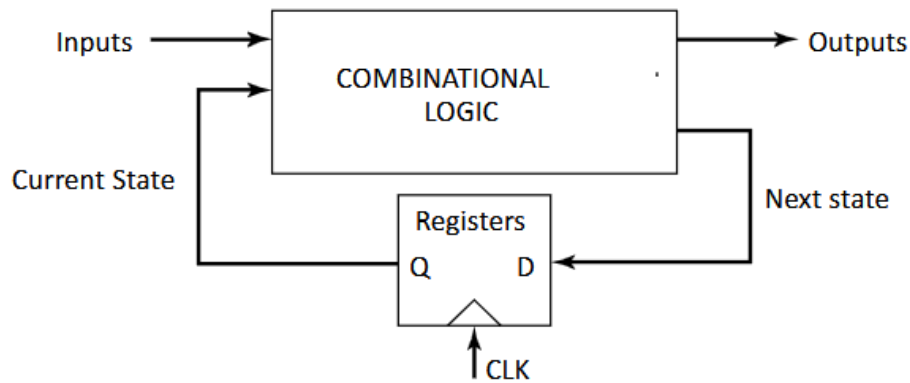 Inputs
Outputs
COMBINATIONAL
LOGIC
Current State
Next state
Registers
Q
D
CLK